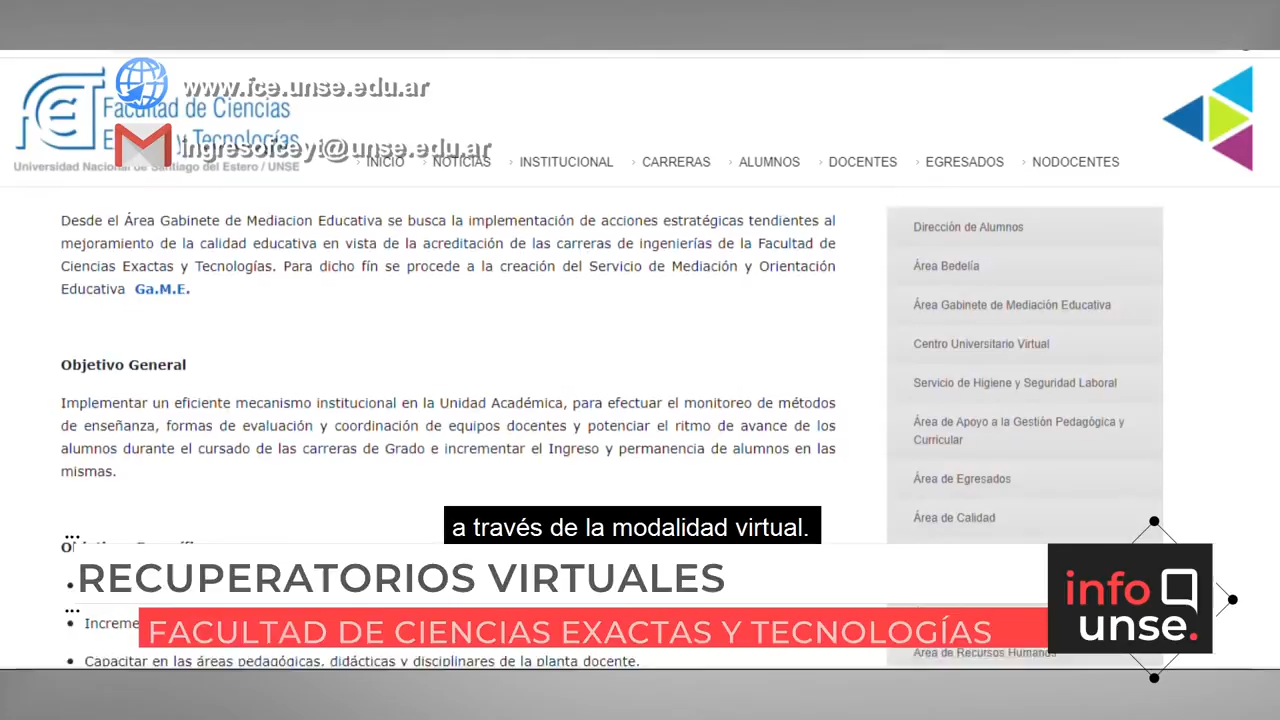 www.fce.unse.edu.ar
Facultad de Ciencias
y Tecnologías
ingresofceyt@unse.edu.ar
Universidad Nacional de Santiago del Estero / UNSE
INICIO NOTICIAS INSTITUCIONAL CARRERAS ALUMNOS DOCENTES EGRESADOS NODOCENTES
Desde el Área Gabinete de Mediacion Educativa se busca la implementación de acciones estratégicas tendientes al
mejoramiento de la calidad educativa en vista de la acreditación de las carreras de ingenierías de la Facultad de
Ciencias Exactas y Tecnologías. Para dicho fín se procede a la creación del Servicio de Mediación y Orientación
Educativa Ga.M.E.
Objetivo General
Implementar un eficiente mecanismo institucional en la Unidad Académica, para efectuar el monitoreo de métodos
de enseñanza, formas de evaluación y coordinación de equipos docentes y potenciar el ritmo de avance de los
alumnos durante el cursado de las carreras de Grado e incrementar el Ingreso y permanencia de alumnos en las
mismas.
Dirección de Alumnos
Área Bedelía
Área Gabinete de Mediación Educativa
Centro Universitario Virtual
Servicio de Higiene y Seguridad Laboral
Área de Apoyo a la Gestión Pedagógica y
Curricular
Área de Egresados
Área de Calidad
a través de la modalidad virtual.
RECUPERATORIOS VIRTUALES
FACULTAD DE CIENCIAS EXACTAS Y TECNOLOGÍAS
info
unse.
Área de Recursos Humanos
• Capacitar en las áreas pedagógicas, didácticas y disciplinares de la planta docente.